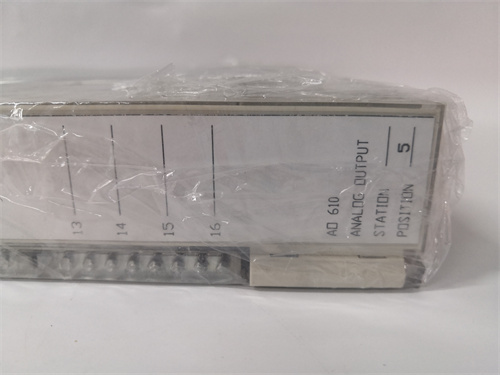 AO 610
ANALOG OUTPUT
STATION
POSITION 5
13
14
15
16